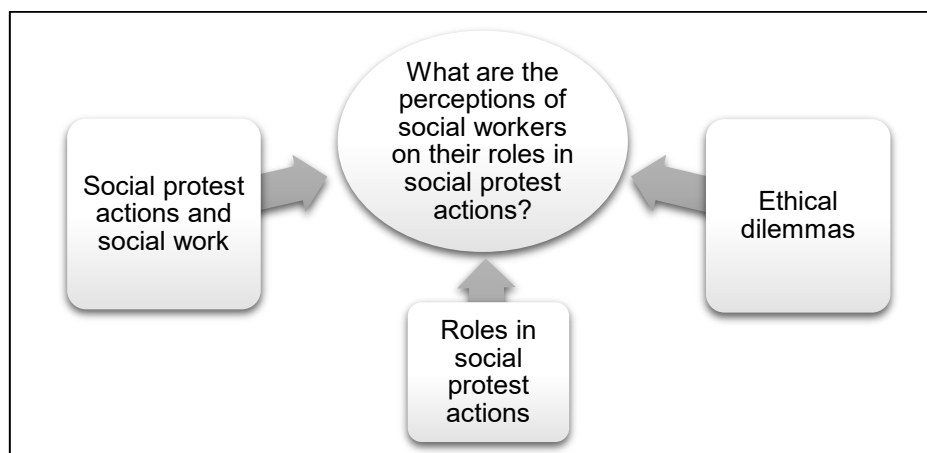 What are the
perceptions of
social workers
on their roles in
social protest
actions?
Social protest
actions and
social work
Ethical
dilemmas
Roles in
social
protest
actions